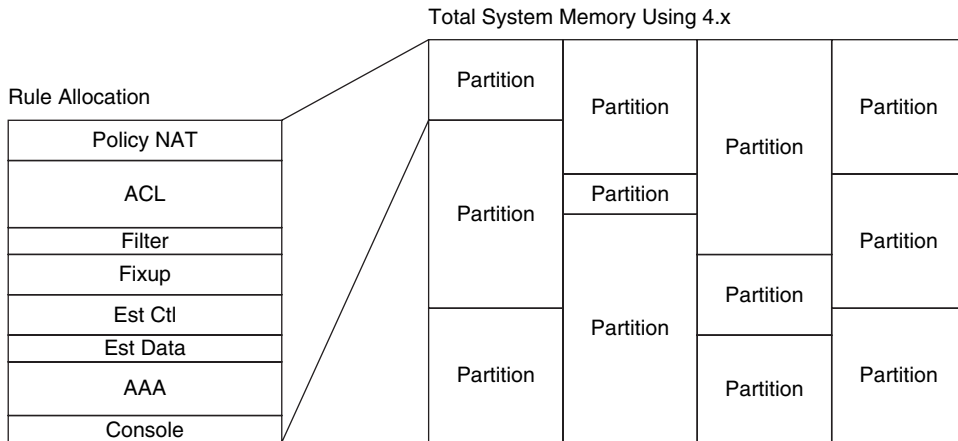 Total System Memory Using 4.x
Rule Allocation
Policy NAT
ACL
Filter
Fixup
Est Ctl
Est Data
AAA
Console
Partition
Partition
Partition
Partition
Partition
Partition
Partition
Partition
Partition
Partition
Partition
Partition